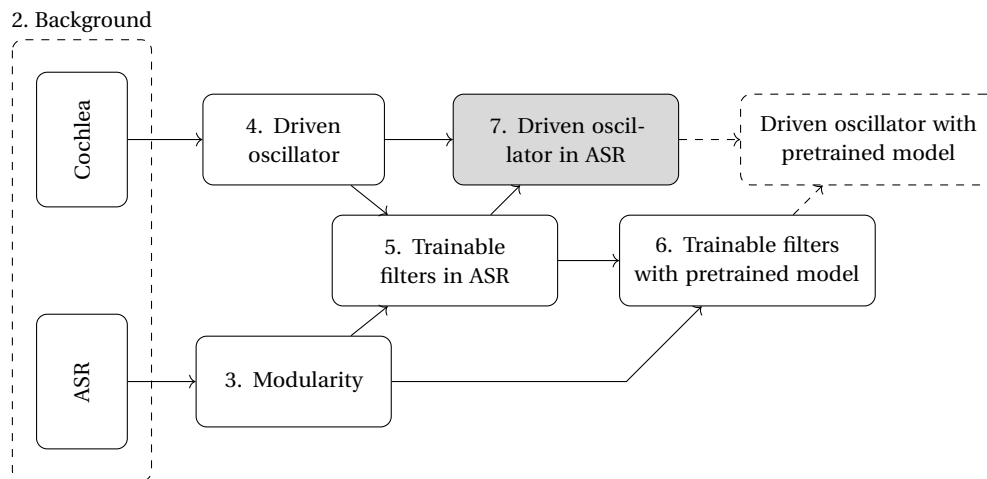 2. Background
Cochlea
4. Driven
oscillator
7. Driven oscil-
lator in ASR
Driven oscillator with
pretrained model
5. Trainable
filters in ASR
6. Trainable filters
with pretrained model
ASR
3. Modularity